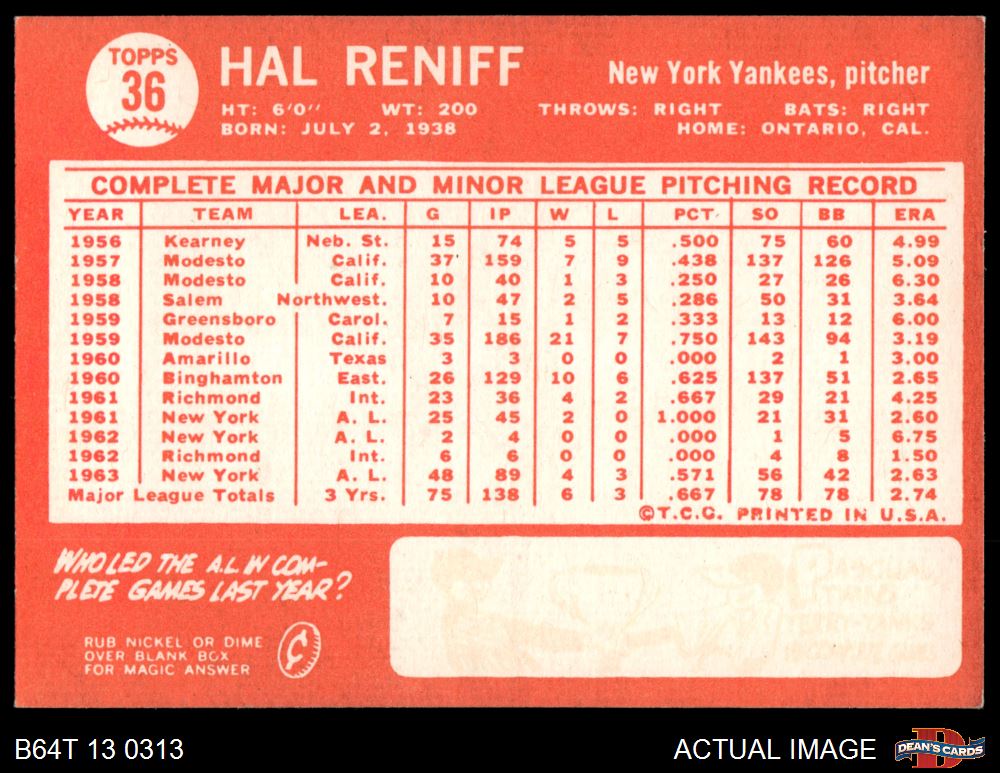 TOPPS
36
HAL RENIFF
New York Yankees, pitcher
HT: 6'0" WT: 200 THROWS: RIGHT BATS: RIGHT
BORN: JULY 2, 1938 HOME: ONTARIO, CAL.
COMPLETE MAJOR AND MINOR LEAGUE PITCHING RECORD
YEAR TEAM LEA. G IP W L PCT. SO BB ERA
1956 Kearney Neb. St. 15 74 5 5 .500 75 60 4.99
1957 Modesto Calif. 37 159 7 9 .438 137 126 5.09
1958 Modesto Calif. 10 40 1 3 .250 27 26 6.30
1958 Salem Northwest. 10 47 2 5 .286 50 31 3.64
1959 Greensboro Carol. 7 15 1 2 .333 13 12 6.00
1959 Modesto Calif. 35 186 21 7 .750 143 94 3.19
1960 Amarillo Texas 3 3 0 0 .000 2 1 3.00
1960 Binghamton East. 26 129 10 6 .625 137 51 2.65
1961 Richmond Int. 23 36 4 2 .667 29 21 4.25
1961 New York A. L. 25 45 2 0 1.000 21 31 2.60
1962 New York A. L. 2 4 0 0 .000 1 5 6.75
1962 Richmond Int. 6 6 0 0 .000 4 8 1.50
1963 New York A. L. 48 89 4 3 .571 56 42 2.63
Major League Totals 3 Yrs. 75 138 6 3 .667 78 78 2.74
©T.C.G. PRINTED IN U.S.A.
WHO LED THE A.L. IN COM-
PLETE GAMES LAST YEAR?
RUB NICKEL OR DIME
OVER BLANK BOX
FOR MAGIC ANSWER
B64T 13 0313
ACTUAL IMAGE
DEAN'S CARDS